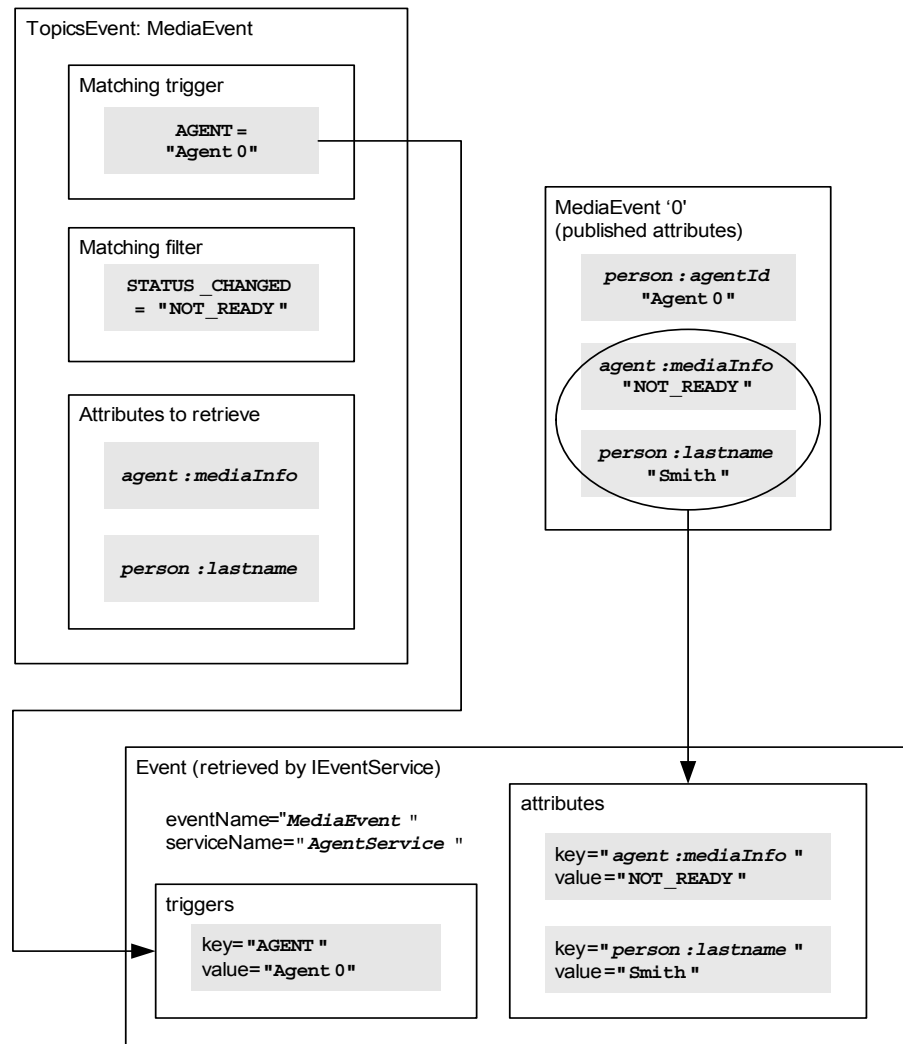 TopicsEvent: MediaEvent
Matching trigger
AGENT =
"Agent 0"
Matching filter
STATUS _CHANGED
= "NOT_READY "
Attributes to retrieve
agent :mediaInfo
person :lastname
MediaEvent ‘0'
(published attributes)
person :agentId
"Agent 0"
agent :mediaInfo
"NOT_READY "
person :lastname
"Smith "
Event (retrieved by IEventService)
eventName="MediaEvent "
serviceName="AgentService "
triggers
key="AGENT "
value="Agent 0"
attributes
key="agent :mediaInfo "
value="NOT_READY "
key="person :lastname "
value="Smith "